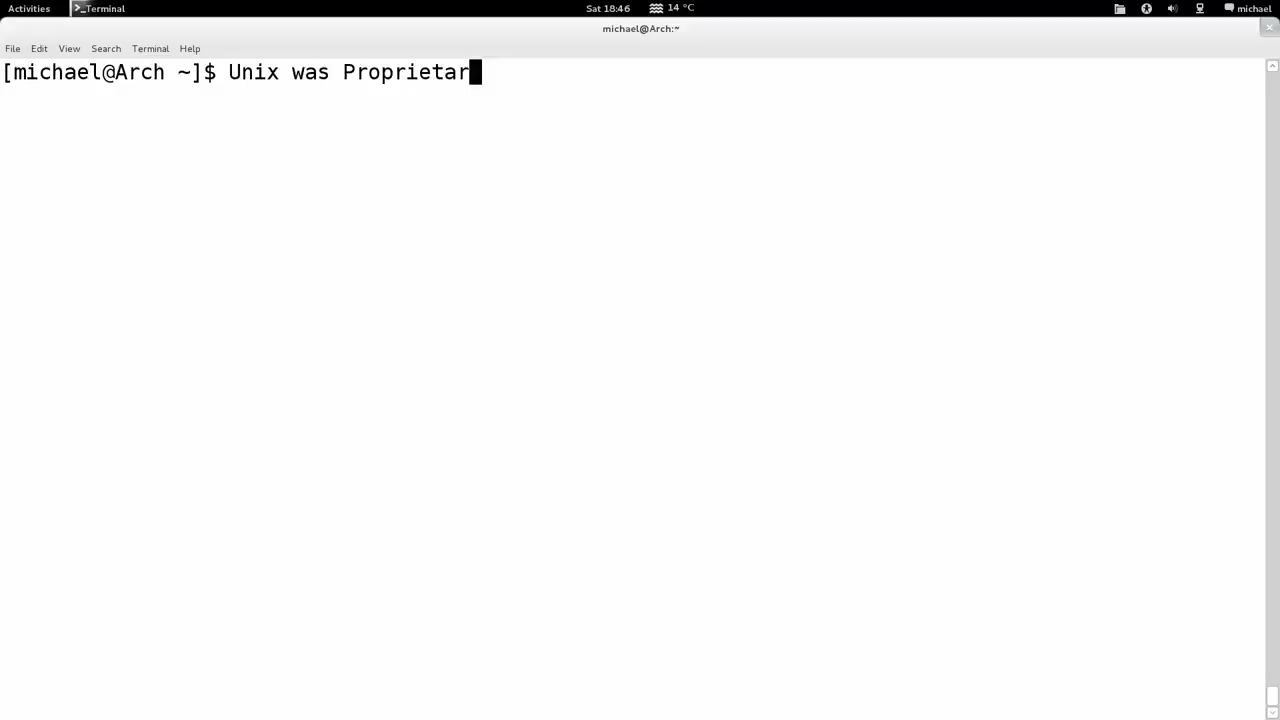 Activities Terminal Sat 18:46 14 °C michael
michael@Arch:~
File Edit View Search Terminal Help
[michael@Arch ~]$ Unix was Proprietar